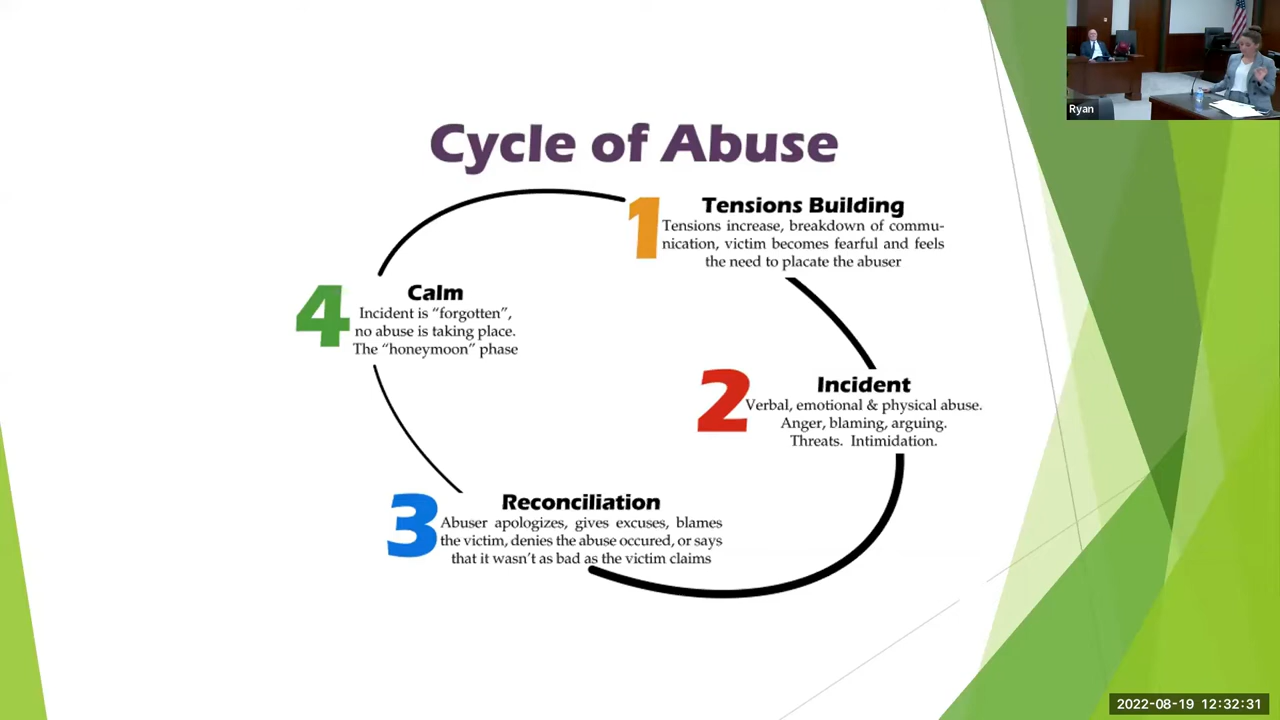 Ryan
Cycle of Abuse
1
Tensions Building
Tensions increase, breakdown of commu-
nication, victim becomes fearful and feels
the need to placate the abuser
4
Calm
Incident is “forgotten”,
no abuse is taking place.
The “honeymoon” phase
2
Incident
Verbal, emotional & physical abuse.
Anger, blaming, arguing.
Threats.  Intimidation.
3
Reconciliation
Abuser apologizes, gives excuses, blames
the victim, denies the abuse occured, or says
that it wasn’t as bad as the victim claims
2022-08-19 12:32:31